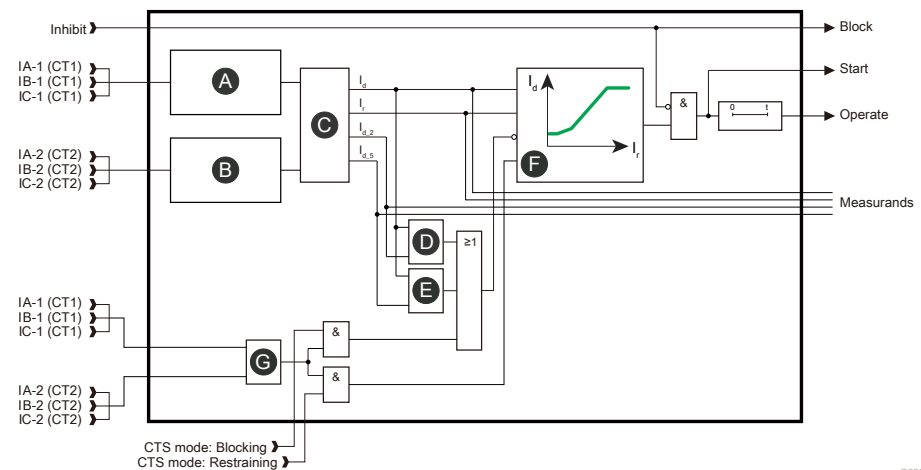 Inhibit
Block
IA-1 (CT1)
IB-1 (CT1)
IC-1 (CT1)
A
C
Id
Ir
Id_2
Id_5
Id
Ir
F
&
Start
0 t
Operate
IA-2 (CT2)
IB-2 (CT2)
IC-2 (CT2)
B
Measurands
D
≥1
E
IA-1 (CT1)
IB-1 (CT1)
IC-1 (CT1)
&
G
&
IA-2 (CT2)
IB-2 (CT2)
IC-2 (CT2)
CTS mode: Blocking
CTS mode: Restraining